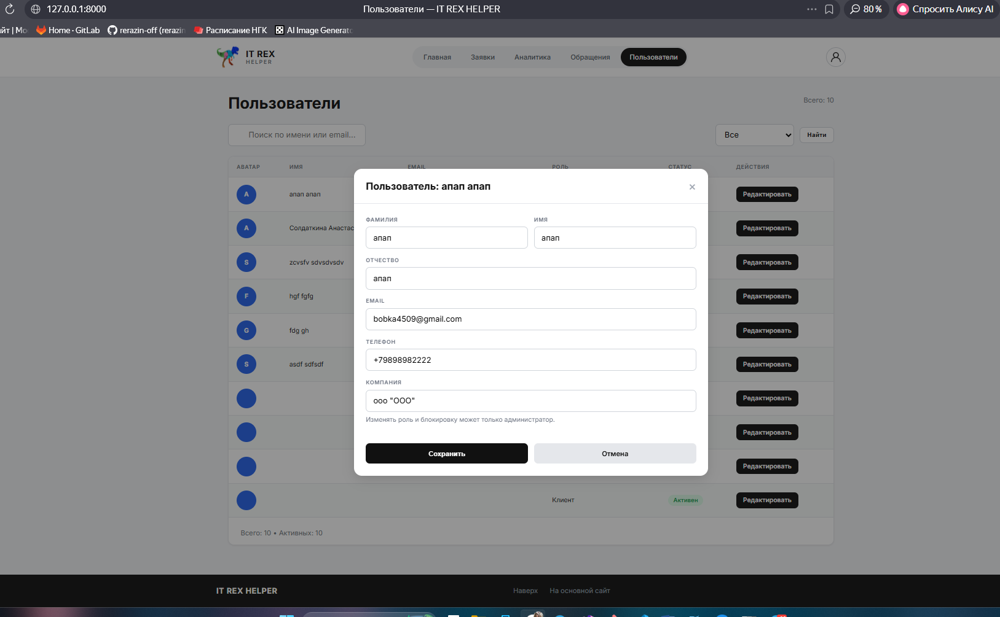 127.0.0.1:8000
Пользователи — IT REX HELPER
80 %
Спросить Алису AI
Home · GitLab
rerazin-off (rerazin
Расписание НГК
AI Image Generato
IT REX
HELPER
Главная
Заявки
Аналитика
Обращения
Пользователи
Пользователи
Всего: 10
Поиск по имени или email...
Все
Найти
АВАТАР
ИМЯ
EMAIL
РОЛЬ
СТАТУС
ДЕЙСТВИЯ
А
апап апап
Редактировать
А
Солдаткина Анастас
Редактировать
S
zcvsfv sdvsdvsdv
Редактировать
F
hgf fgfg
Редактировать
G
fdg gh
Редактировать
S
asdf sdfsdf
Редактировать
Редактировать
Редактировать
Редактировать
Клиент
Активен
Редактировать
Всего: 10 • Активных: 10
Пользователь: апап апап
×
ФАМИЛИЯ
ИМЯ
апап
апап
ОТЧЕСТВО
апап
EMAIL
bobka4509@gmail.com
ТЕЛЕФОН
+79898982222
КОМПАНИЯ
ооо "ООО"
Изменять роль и блокировку может только администратор.
Сохранить
Отмена
IT REX HELPER
Наверх
На основной сайт